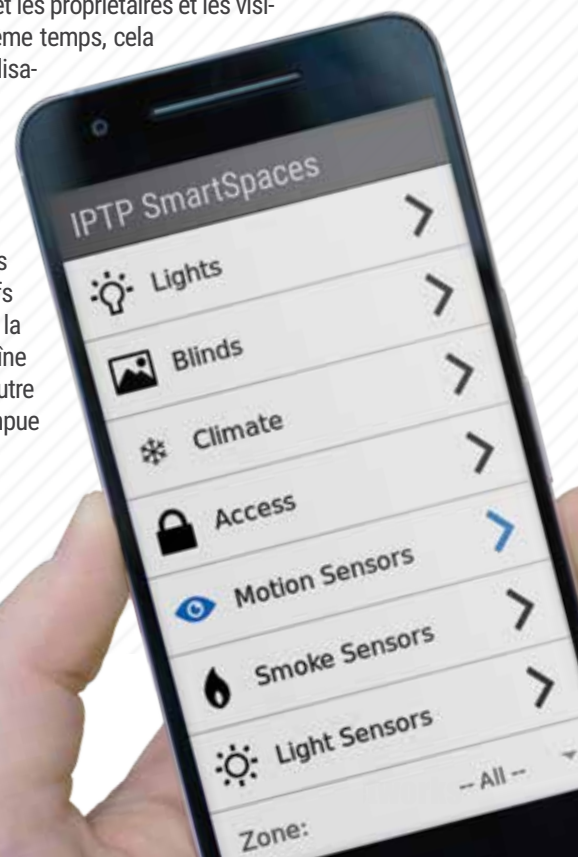 et les propriétaires et les visi-
ême temps, cela
lisa-
s
fs
la
îne
utre
IPTP SmartSpaces
Lights
Blinds
Climate
Access
Motion Sensors
Smoke Sensors
Light Sensors
Zone: -- All --